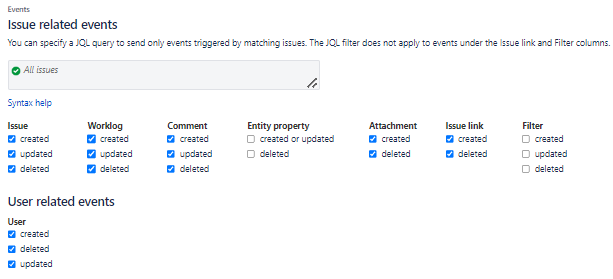 Events
Issue related events
You can specify a JQL query to send only events triggered by matching issues. The JQL filter does not apply to events under the Issue link and Filter columns.
All issues
Syntax help
Issue Worklog Comment Entity property Attachment Issue link Filter
created created created created or updated created created created
updated updated updated deleted deleted deleted updated
deleted deleted deleted deleted
User related events
User
created
deleted
updated